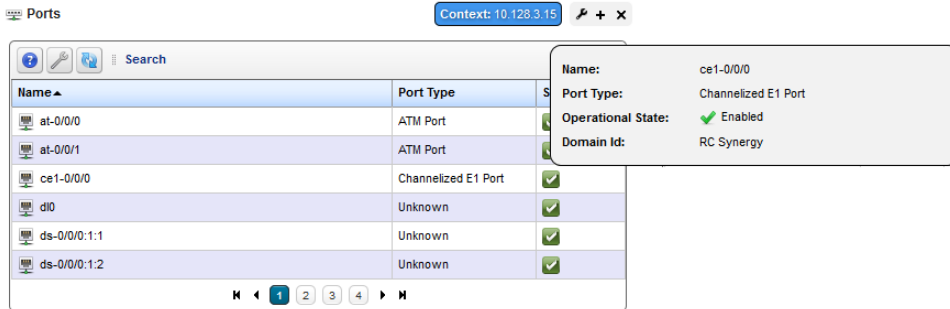 Ports
Context: 10.128.3.15
Search
Name Port Type S
at-0/0/0 ATM Port
at-0/0/1 ATM Port
ce1-0/0/0 Channelized E1 Port
dl0 Unknown
ds-0/0/0:1:1 Unknown
ds-0/0/0:1:2 Unknown
1 2 3 4
Name: ce1-0/0/0
Port Type: Channelized E1 Port
Operational State: Enabled
Domain Id: RC Synergy